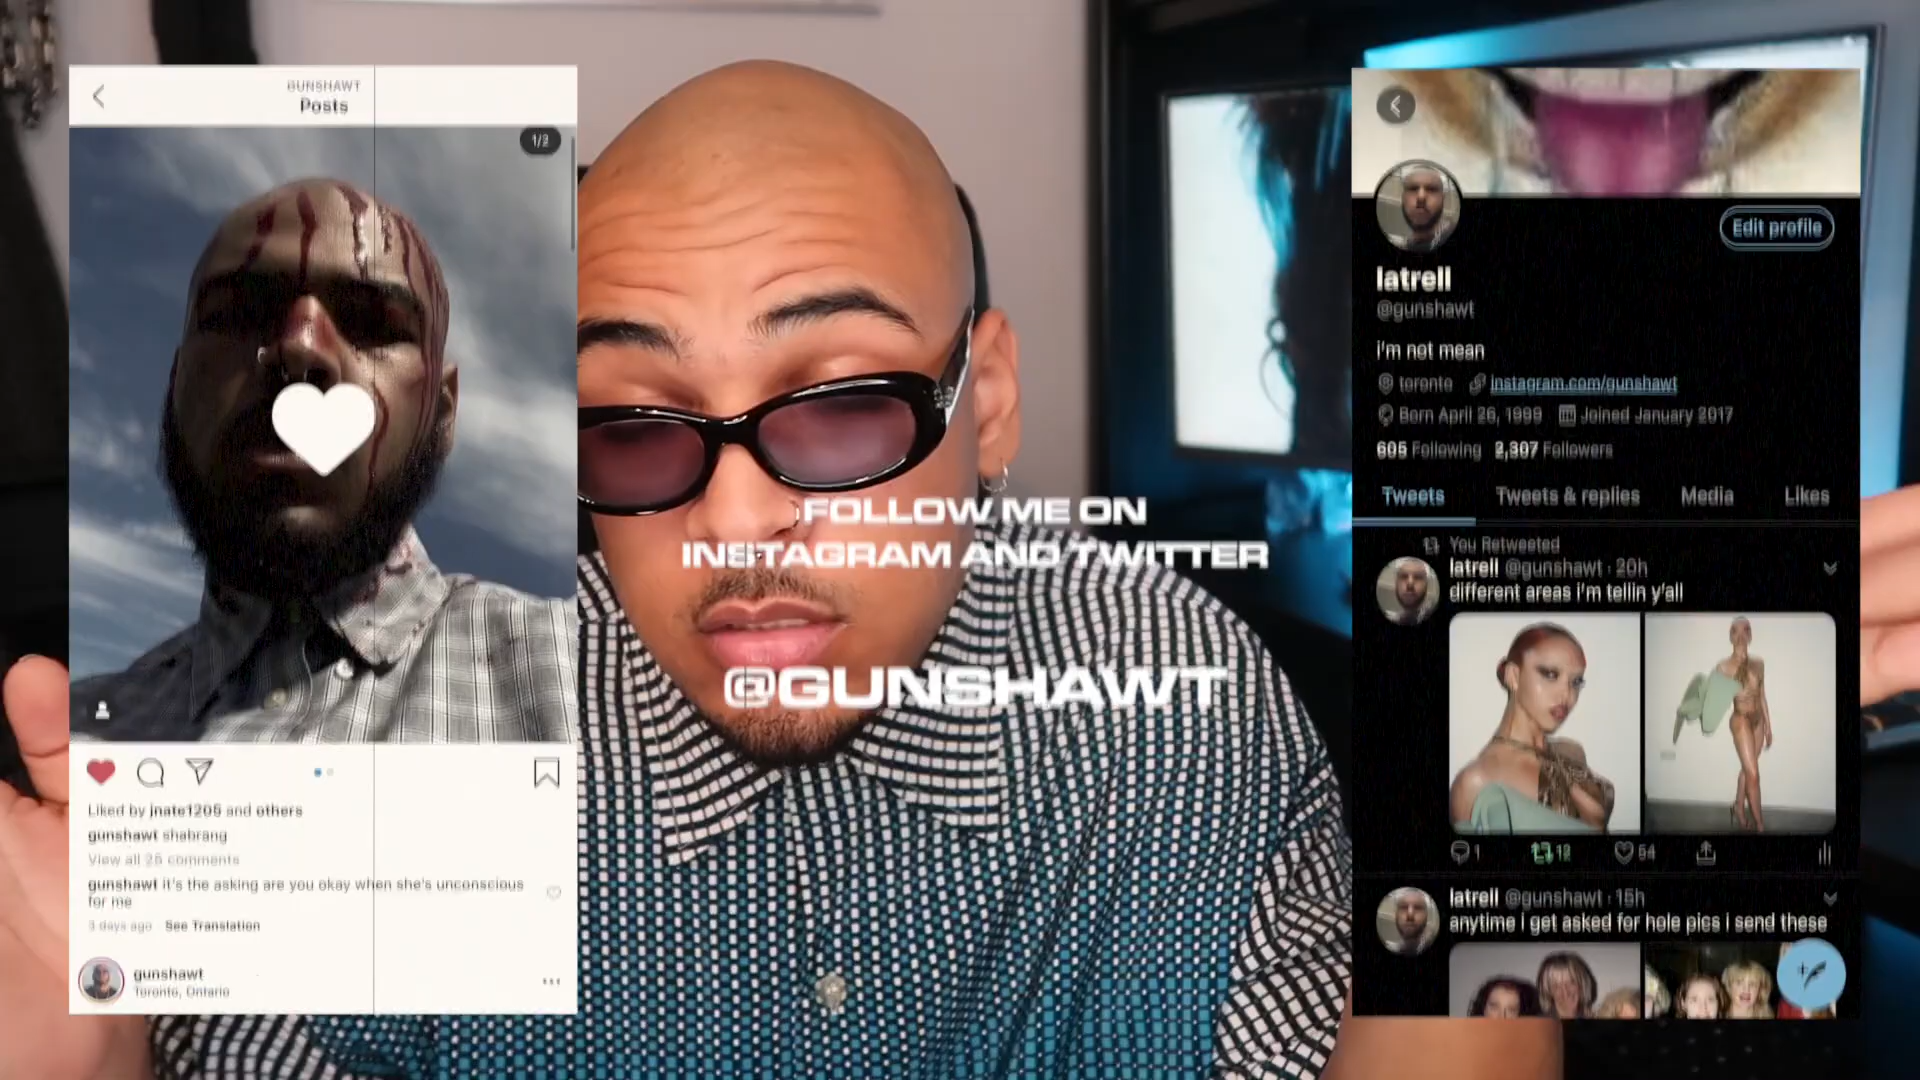 GUNSHAWT
Posts
1/2
Liked by jnate1205 and others
gunshawt shabrang
View all 25 comments
gunshawt it's the asking are you okay when she's unconscious
for me
3 days ago · See Translation
gunshawt
Toronto, Ontario
FOLLOW ME ON
INSTAGRAM AND TWITTER
@GUNSHAWT
Edit profile
latrell
@gunshawt
i'm not mean
toronto instagram.com/gunshawt
Born April 26, 1999 Joined January 2017
605 Following 2,307 Followers
Tweets Tweets & replies Media Likes
You Retweeted
latrell @gunshawt · 20h
different areas i'm tellin y'all
1 12 54
latrell @gunshawt · 15h
anytime i get asked for hole pics i send these